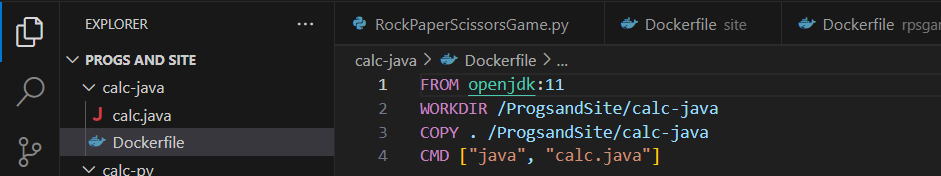 EXPLORER
PROGS AND SITE
calc-java
calc.java
Dockerfile
calc-py
RockPaperScissorsGame.py
Dockerfile site
Dockerfile rpsgar
calc-java > Dockerfile > ...
1 FROM openjdk:11
2 WORKDIR /ProgsandSite/calc-java
3 COPY . /ProgsandSite/calc-java
4 CMD ["java", "calc.java"]